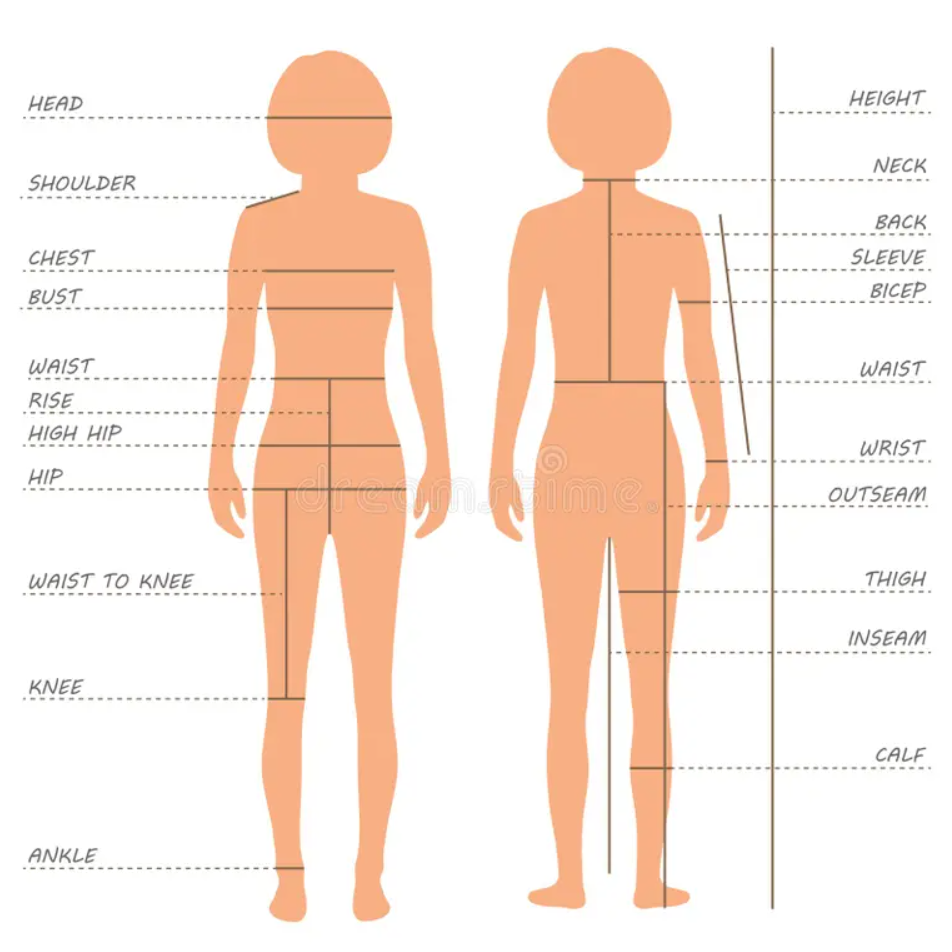 HEAD
SHOULDER
CHEST
BUST
WAIST
RISE
HIGH HIP
HIP
WAIST TO KNEE
KNEE
ANKLE
HEIGHT
NECK
BACK
SLEEVE
BICEP
WAIST
WRIST
OUTSEAM
THIGH
INSEAM
CALF
dreamstime.